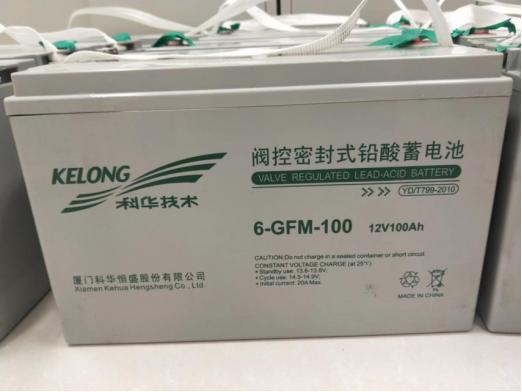 KELONG
科华技术
阀控密封式铅酸蓄电池
VALVE REGULATED LEAD-ACID BATTERY
YD/T799-2010
6-GFM-100 12V100Ah
CAUTION:Do not charge in a sealed container or short circuit.
CONSTANT VOLTAGE CHARGE (at 25℃)
• Standby use: 13.6-13.8V;
• Cycle use: 14.5-14.9V;
• Initial current: 20A Max.
厦门科华恒盛股份有限公司
Xiamen Kehua Hengsheng Co., Ltd.
MADE IN CHINA
Pb